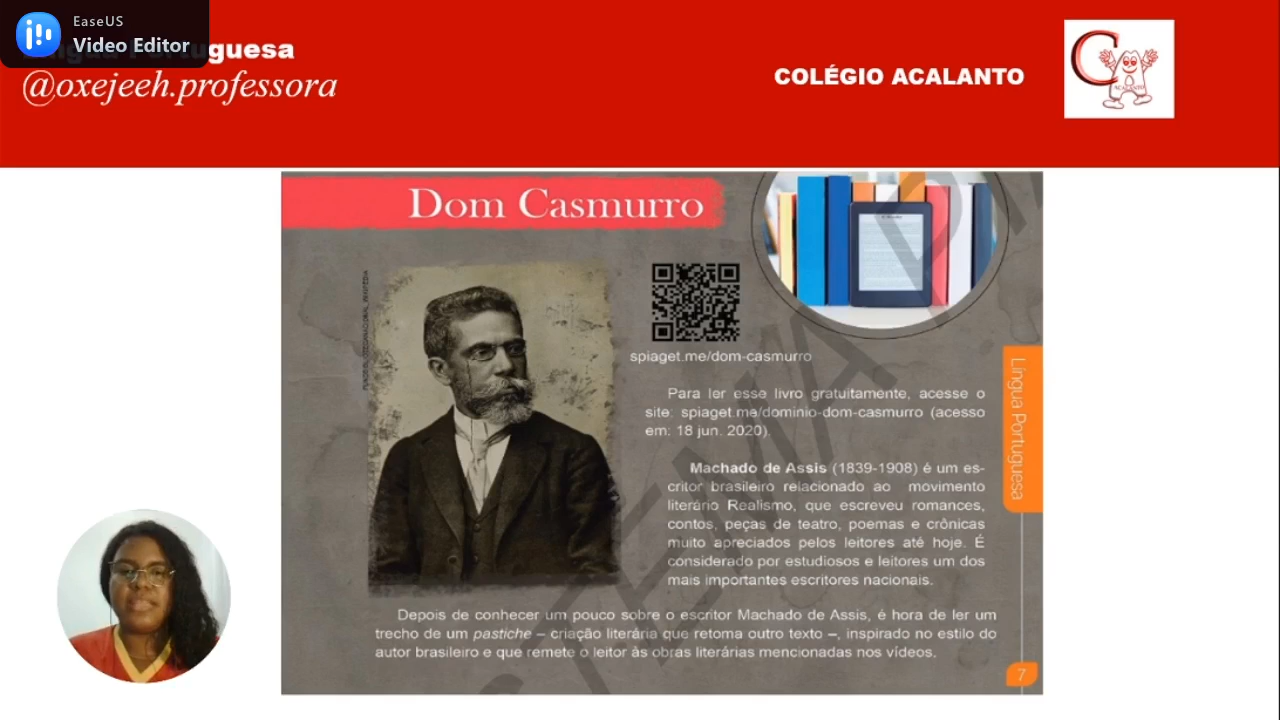 EaseUS
Video Editor
guesa
@oxejeeh.professora
COLÉGIO ACALANTO
ACALANTO
Dom Casmurro
spiaget.me/dom-casmurro
Para ler esse livro gratuitamente, acesse o
site: spiaget.me/dominio-dom-casmurro (acesso
em: 18 jun. 2020).
Machado de Assis (1839-1908) é um es-
critor brasileiro relacionado ao movimento
literário Realismo, que escreveu romances,
contos, peças de teatro, poemas e crônicas
muito apreciados pelos leitores até hoje. É
considerado por estudiosos e leitores um dos
mais importantes escritores nacionais.
Depois de conhecer um pouco sobre o escritor Machado de Assis, é hora de ler um
trecho de um pastiche – criação literária que retoma outro texto –, inspirado no estilo do
autor brasileiro e que remete o leitor às obras literárias mencionadas nos vídeos.
Língua Portuguesa
7